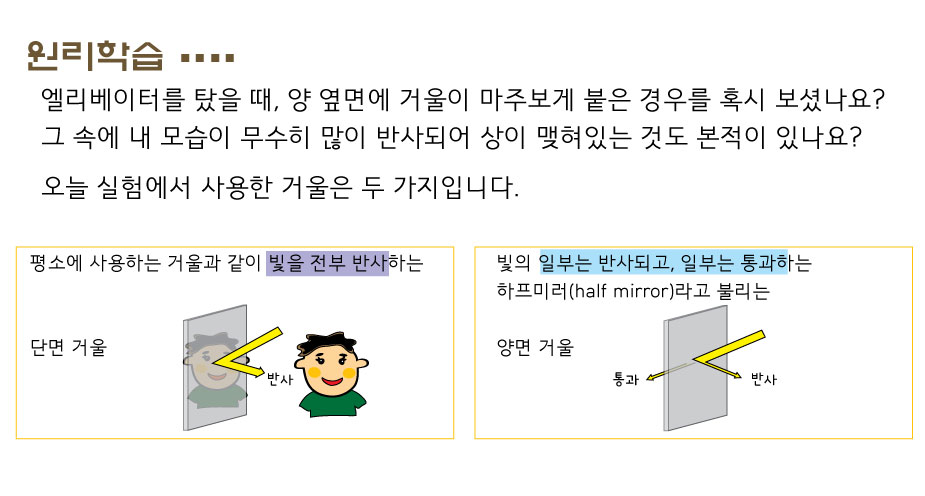 원리학습 ▪▪▪▪
엘리베이터를 탔을 때, 양 옆면에 거울이 마주보게 붙은 경우를 혹시 보셨나요?
그 속에 내 모습이 무수히 많이 반사되어 상이 맺혀있는 것도 본적이 있나요?
오늘 실험에서 사용한 거울은 두 가지입니다.
평소에 사용하는 거울과 같이 빛을 전부 반사하는
단면 거울
반사
빛의 일부는 반사되고, 일부는 통과하는
하프미러(half mirror)라고 불리는
양면 거울
통과
반사